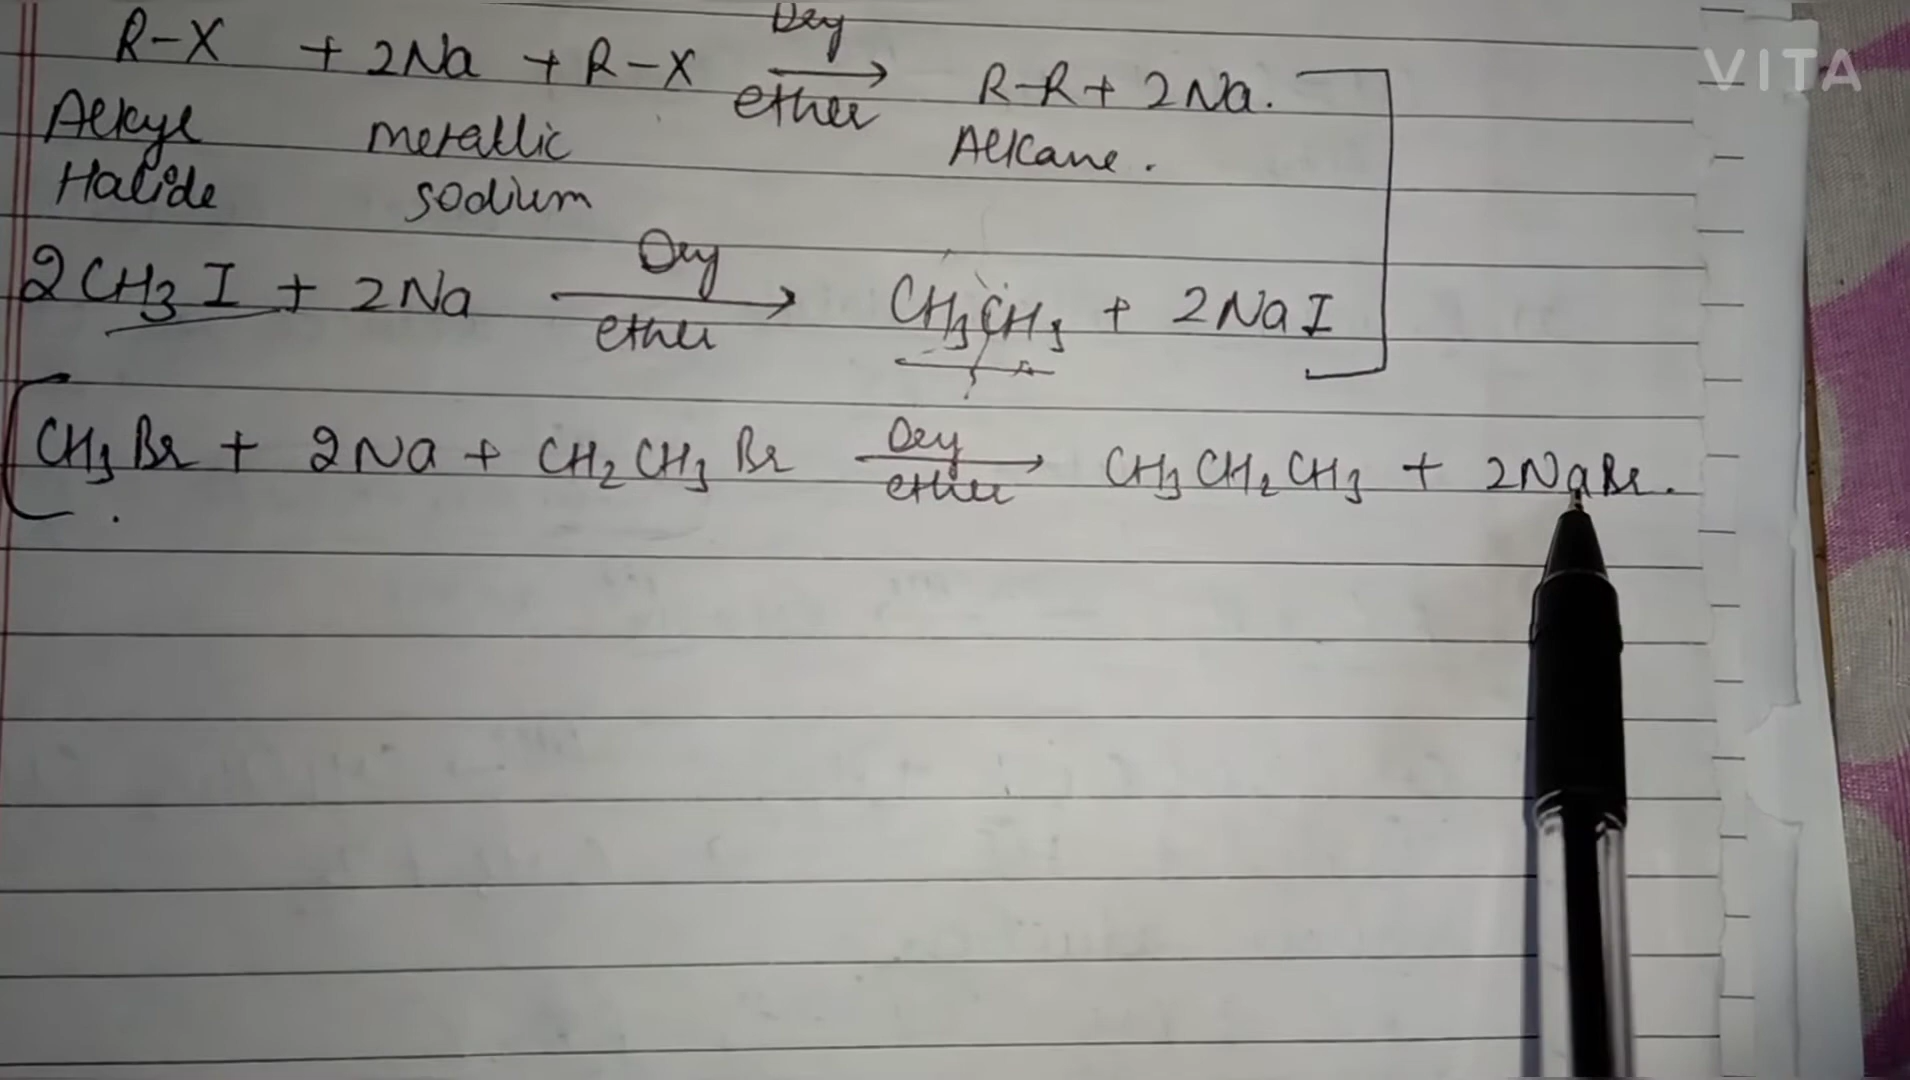 Dry
R-X + 2Na + R-X → R-R + 2Na.
ether
Alkyl metallic Alkane.
Halide sodium
Dry
2CH3I + 2Na → CH3CH3 + 2NaI
ether
Dry
CH3Br + 2Na + CH2CH3Br → CH3CH2CH3 + 2NaBr.
ether
VITA